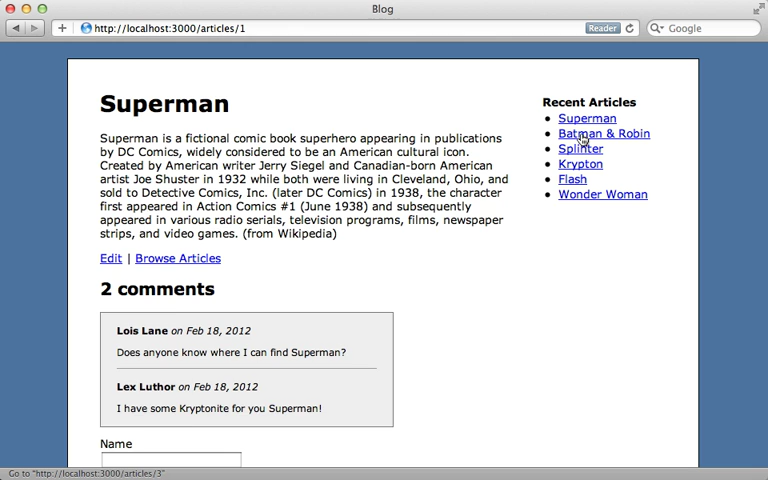 Blog
http://localhost:3000/articles/1
Reader
Google
Superman
Superman is a fictional comic book superhero appearing in publications
by DC Comics, widely considered to be an American cultural icon.
Created by American writer Jerry Siegel and Canadian-born American
artist Joe Shuster in 1932 while both were living in Cleveland, Ohio, and
sold to Detective Comics, Inc. (later DC Comics) in 1938, the character
first appeared in Action Comics #1 (June 1938) and subsequently
appeared in various radio serials, television programs, films, newspaper
strips, and video games. (from Wikipedia)
Edit | Browse Articles
2 comments
Lois Lane on Feb 18, 2012
Does anyone know where I can find Superman?
Lex Luthor on Feb 18, 2012
I have some Kryptonite for you Superman!
Name
Recent Articles
Superman
Batman & Robin
Splinter
Krypton
Flash
Wonder Woman
Go to "http://localhost:3000/articles/3"